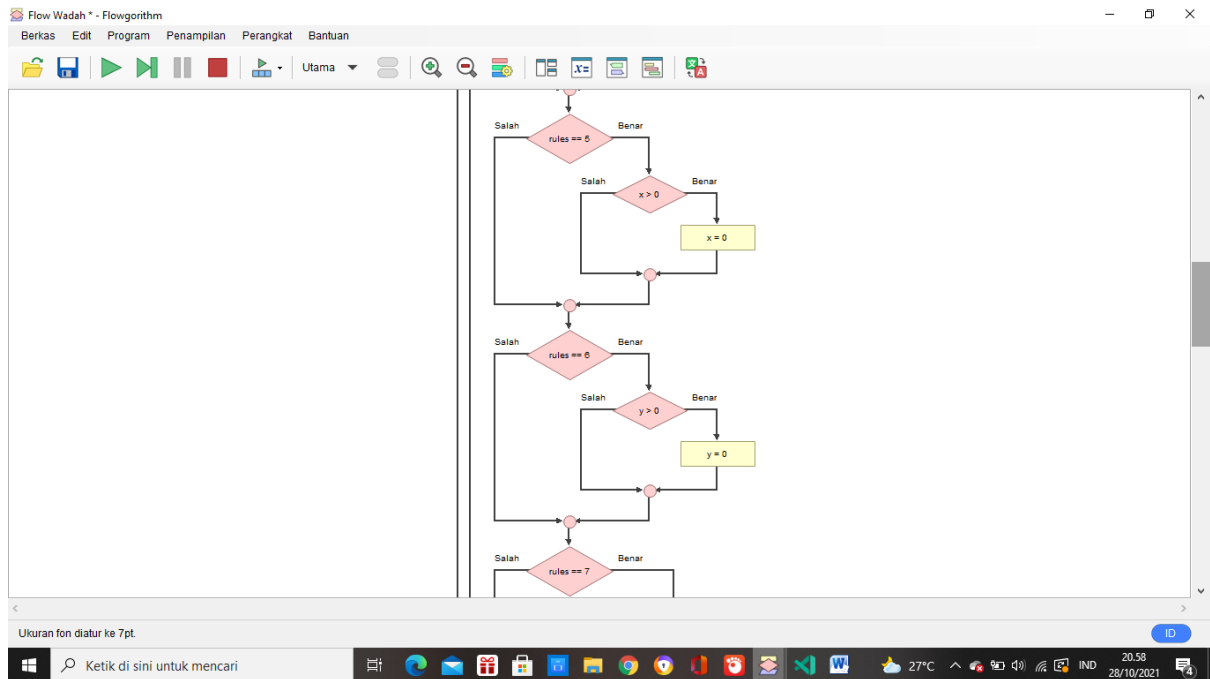 Flow Wadah * - Flowgorithm
Berkas Edit Program Penampilan Perangkat Bantuan
Utama
x=
Salah Benar
rules == 5
Salah Benar
x > 0
x = 0
Salah Benar
rules == 6
Salah Benar
y > 0
y = 0
Salah Benar
rules == 7
Ukuran fon diatur ke 7pt.
ID
Ketik di sini untuk mencari
27°C
IND
20.58
28/10/2021
4